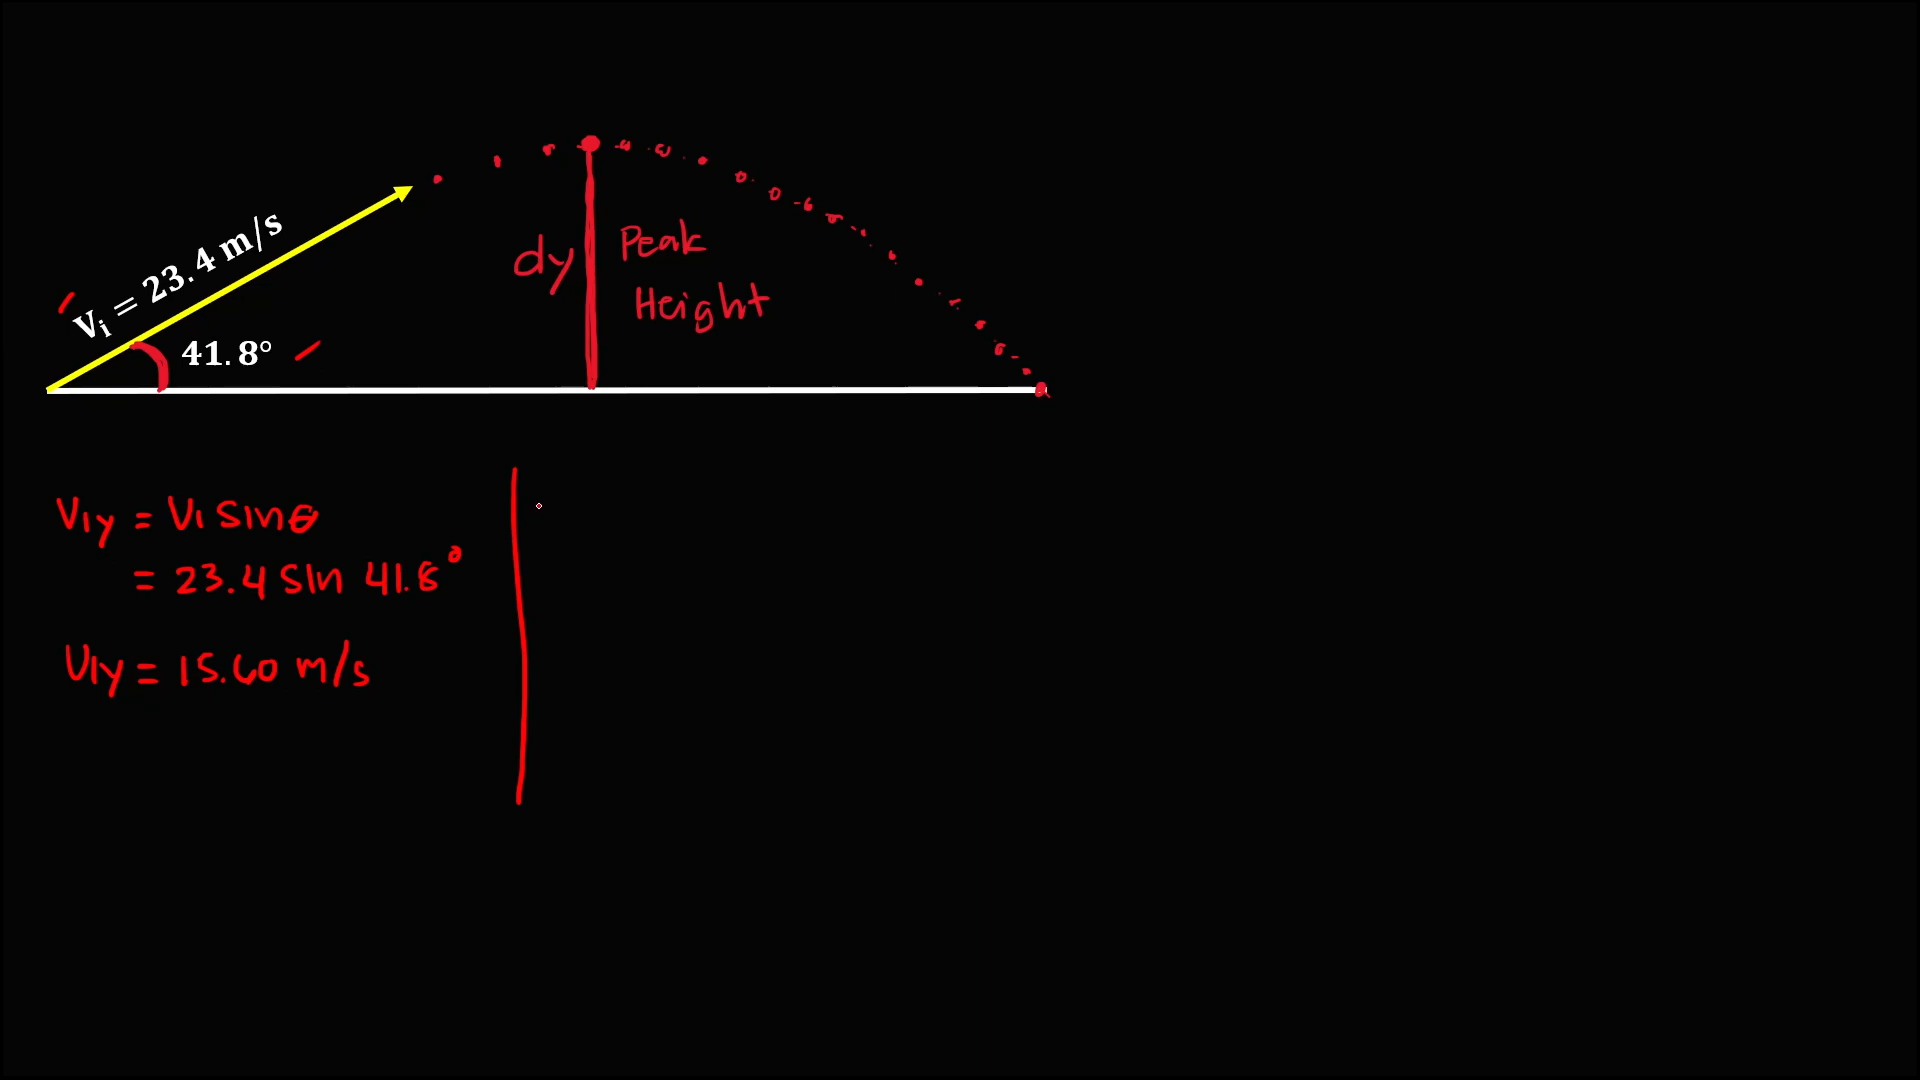 Vi = 23.4 m/s
41.8°
dy
Peak
Height
V1y = V1 sinθ
= 23.4 sin 41.8°
V1y = 15.60 m/s